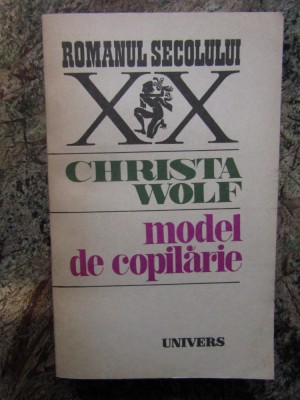 ROMANUL SECOLULUI
XX
CHRISTA
WOLF
model
de copilărie
UNIVERS